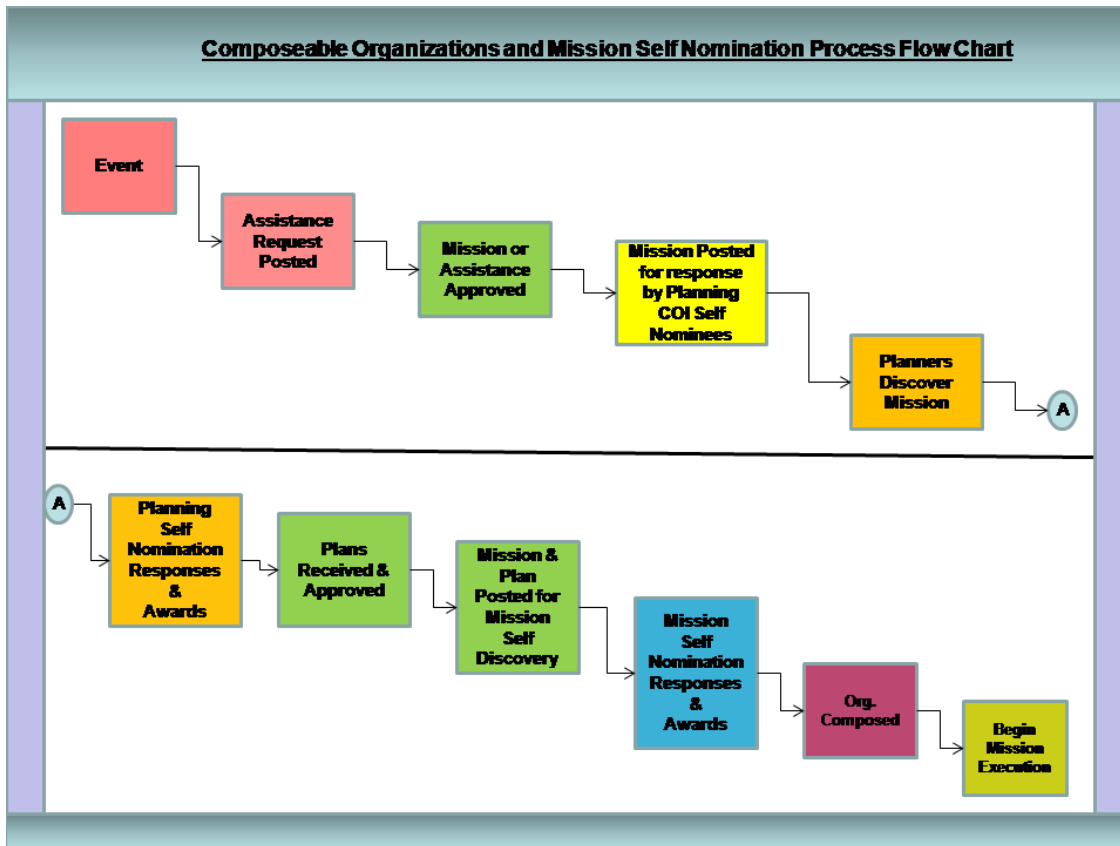 Composeable Organizations and Mission Self Nomination Process Flow Chart
Event
Assistance
Request
Posted
Mission or
Assistance
Approved
Mission Posted
for response
by Planning
COI Self
Nominees
Planners
Discover
Mission
A
A
Planning
Self
Nomination
Responses
&
Awards
Plans
Received &
Approved
Mission &
Plan
Posted for
Mission
Self
Discovery
Mission
Self
Nomination
Responses
&
Awards
Org.
Composed
Begin
Mission
Execution